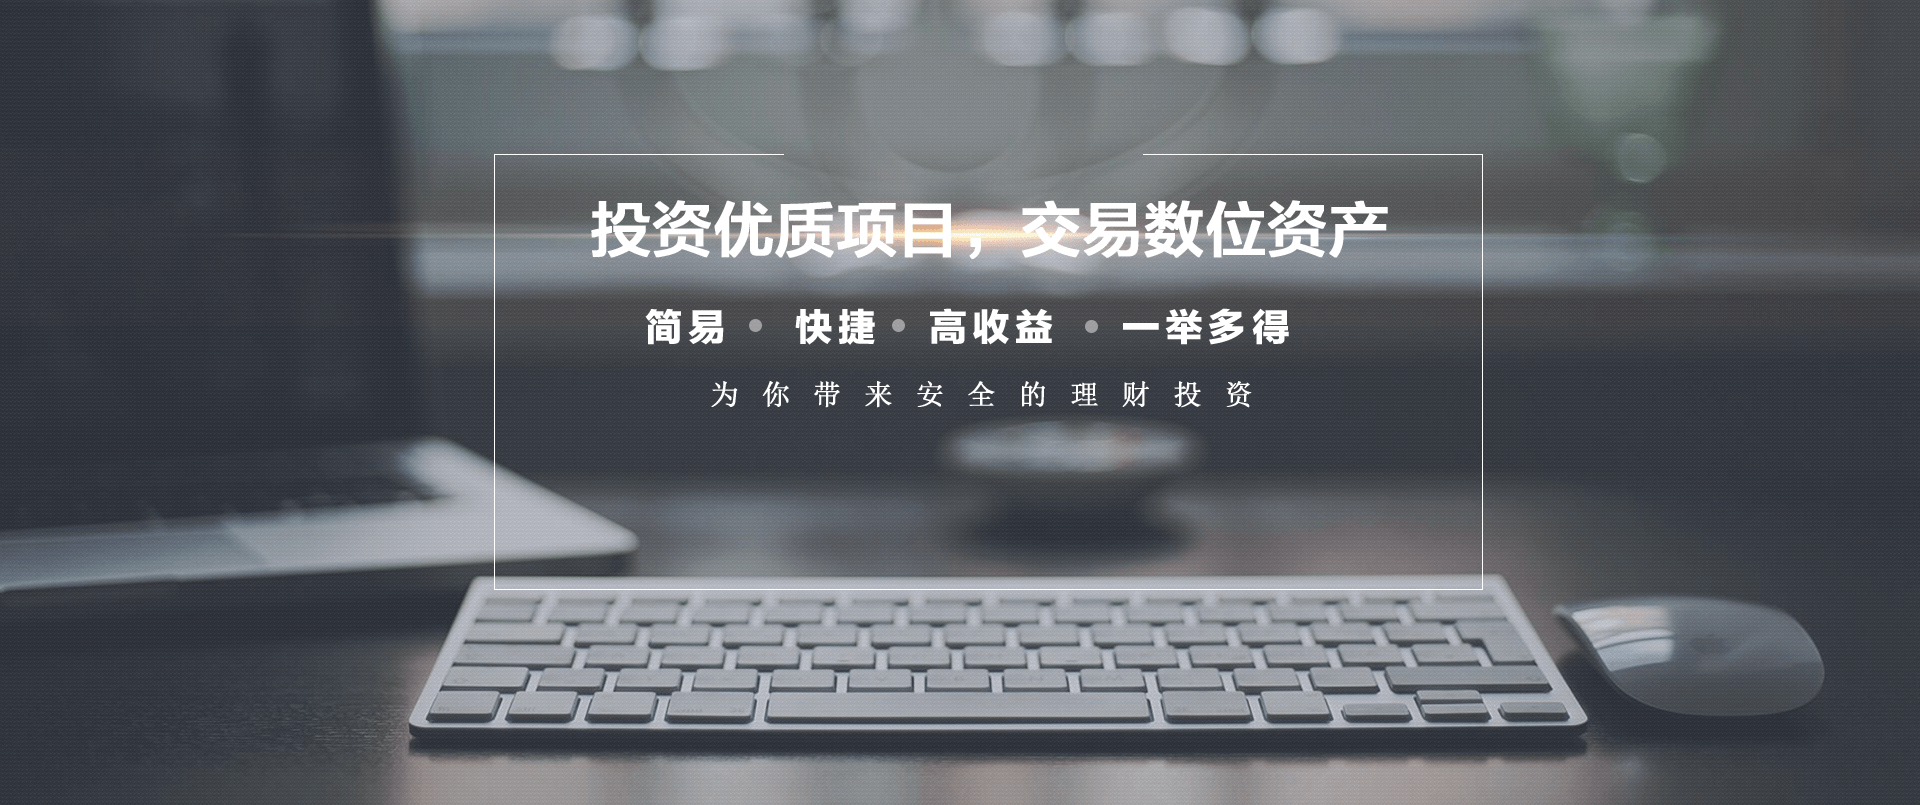 投资优质项目，交易数位资产
简易 • 快捷 • 高收益 • 一举多得
为你带来安全的理财投资